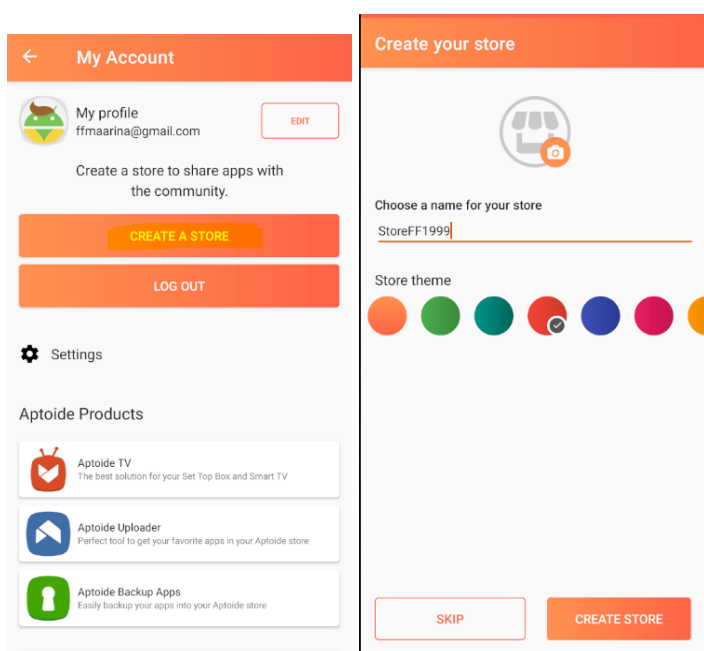 My Account
My profile
ffmaarina@gmail.com
EDIT
Create a store to share apps with
the community.
CREATE A STORE
LOG OUT
Settings
Aptoide Products
Aptoide TV
The best solution for your Set Top Box and Smart TV
Aptoide Uploader
Perfect tool to get your favorite apps in your Aptoide store
Aptoide Backup Apps
Easily backup your apps into your Aptoide store
Create your store
Choose a name for your store
StoreFF1999
Store theme
SKIP
CREATE STORE